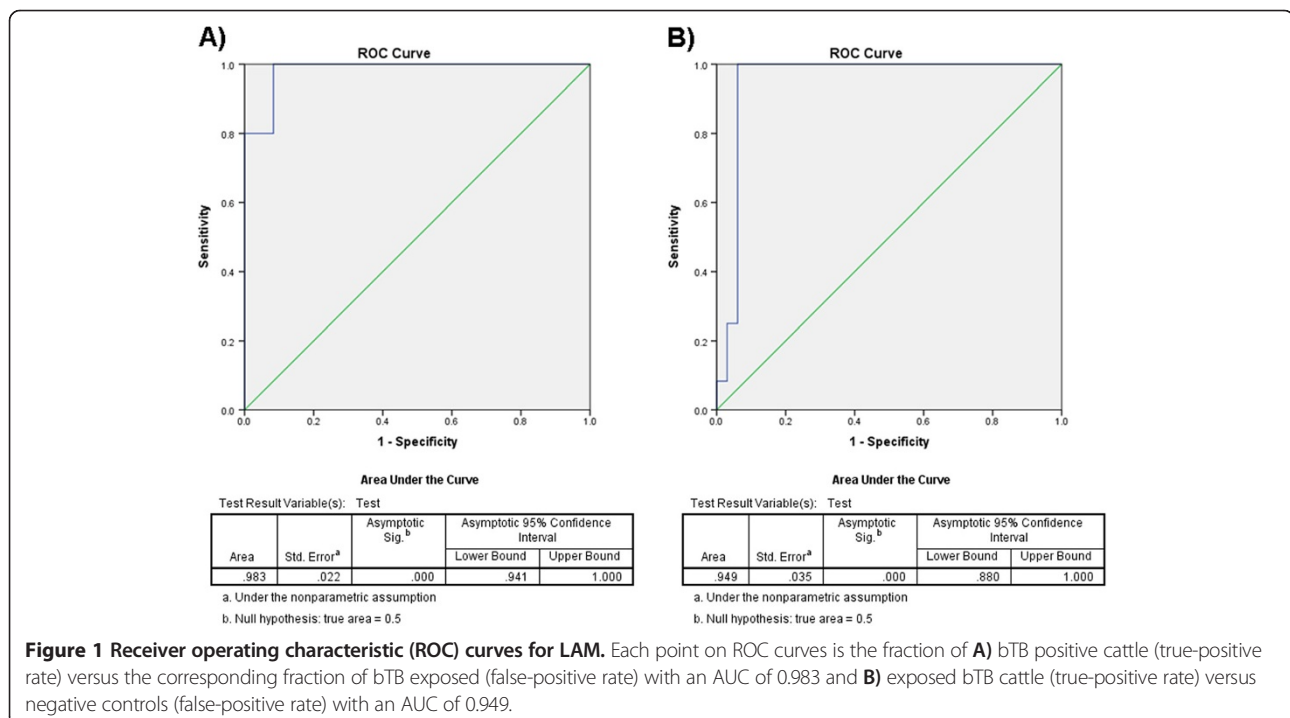 A)
ROC Curve
1.0
0.8
0.6
0.4
0.2
0.0
Sensitivity
0.0 0.2 0.4 0.6 0.8 1.0
1 - Specificity
Area Under the Curve
Test Result Variable(s): Test
Area Std. Error^a Asymptotic Sig.^b Asymptotic 95% Confidence Interval
Lower Bound Upper Bound
.983 .022 .000 .941 1.000
a. Under the nonparametric assumption
b. Null hypothesis: true area = 0.5
B)
ROC Curve
1.0
0.8
0.6
0.4
0.2
0.0
Sensitivity
0.0 0.2 0.4 0.6 0.8 1.0
1 - Specificity
Area Under the Curve
Test Result Variable(s): Test
Area Std. Error^a Asymptotic Sig.^b Asymptotic 95% Confidence Interval
Lower Bound Upper Bound
.949 .035 .000 .880 1.000
a. Under the nonparametric assumption
b. Null hypothesis: true area = 0.5
Figure 1 Receiver operating characteristic (ROC) curves for LAM. Each point on ROC curves is the fraction of A) bTB positive cattle (true-positive
rate) versus the corresponding fraction of bTB exposed (false-positive rate) with an AUC of 0.983 and B) exposed bTB cattle (true-positive rate) versus
negative controls (false-positive rate) with an AUC of 0.949.